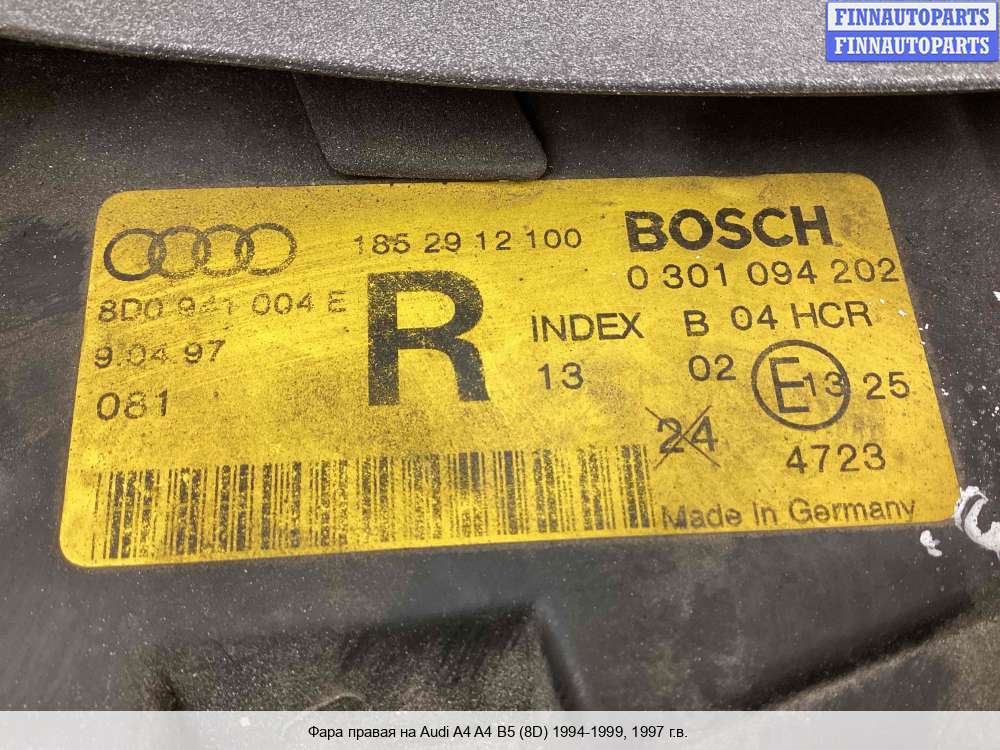 FINNAUTOPARTS
FINNAUTOPARTS
185 29 12 100
BOSCH
8D0 941 004 E
R
0 301 094 202
9.04.97
INDEX B 04 HCR
081
13 02 E13 25
24
4723
Made in Germany
Фара правая на Audi A4 A4 B5 (8D) 1994-1999, 1997 г.в.